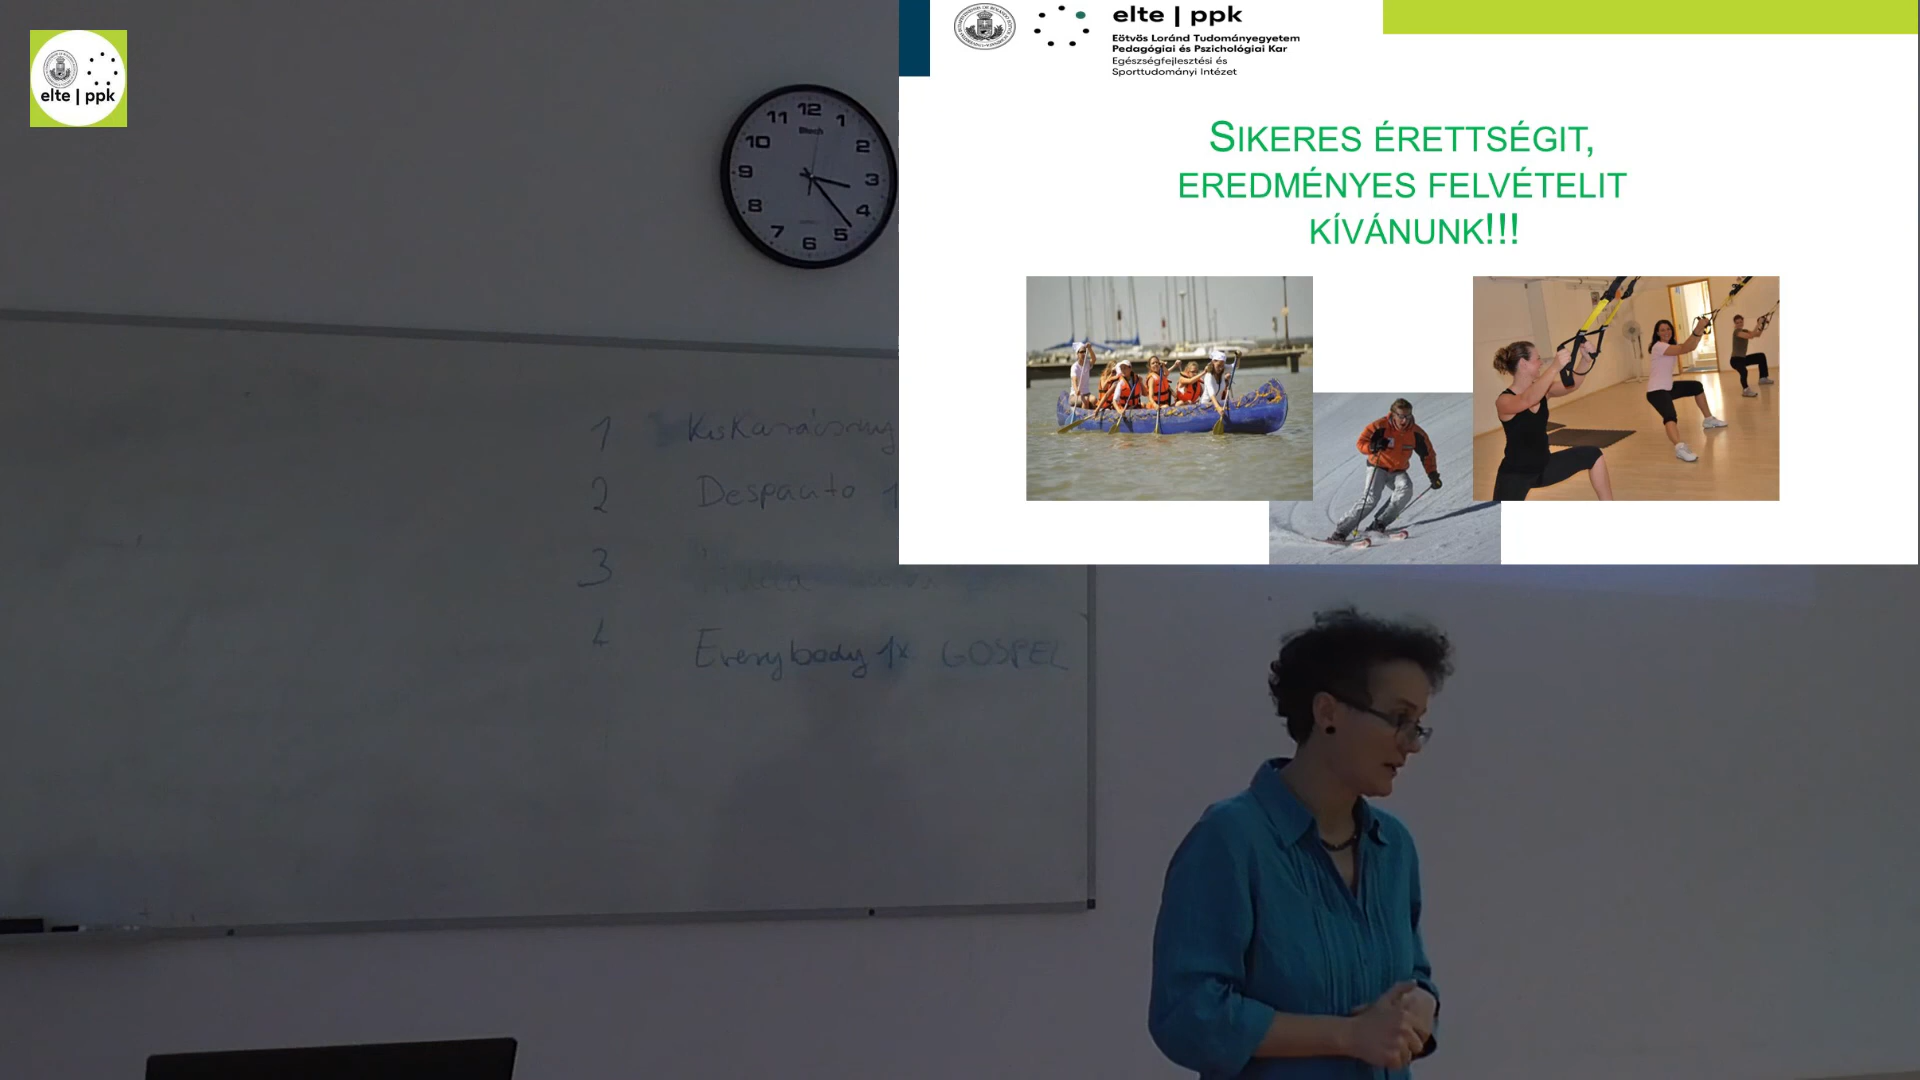 elte | ppk
elte | ppk
Eötvös Loránd Tudományegyetem
Pedagógiai és Pszichológiai Kar
Egészségfejlesztési és
Sporttudományi Intézet
SIKERES ÉRETTSÉGIT,
EREDMÉNYES FELVÉTELIT
KÍVÁNUNK!!!
12
1
2
3
4
5
6
7
8
9
10
11
1 KisKarácsony
2 Despacito 1
3
4 Everybody 1x GOSPEL